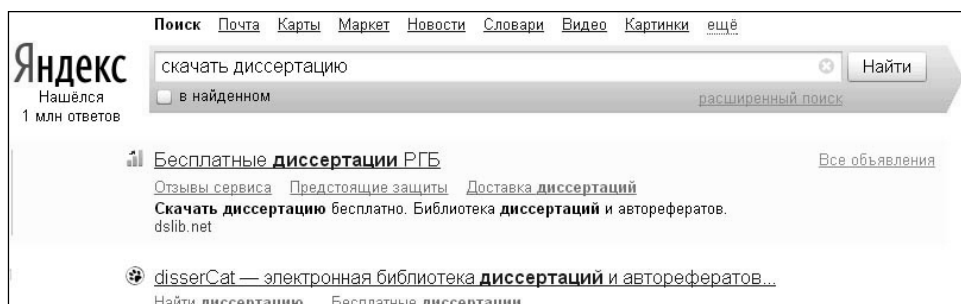 Поиск Почта Карты Маркет Новости Словари Видео Картинки ещё
Яндекс
скачать диссертацию Найти
Нашёлся
1 млн ответов
в найденном расширенный поиск
Бесплатные диссертации РГБ Все объявления
Отзывы сервиса Предстоящие защиты Доставка диссертаций
Скачать диссертацию бесплатно. Библиотека диссертаций и авторефератов.
dslib.net
disserCat — электронная библиотека диссертаций и авторефератов...
Найти диссертацию Бесплатные диссертации